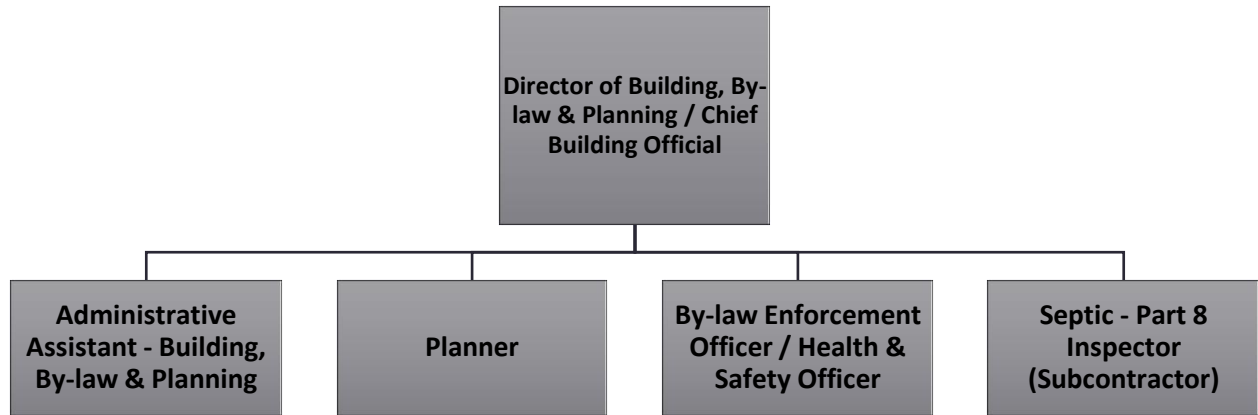 Director of Building, By-
law & Planning / Chief
Building Official
Administrative
Assistant - Building,
By-law & Planning
Planner
By-law Enforcement
Officer / Health &
Safety Officer
Septic - Part 8
Inspector
(Subcontractor)